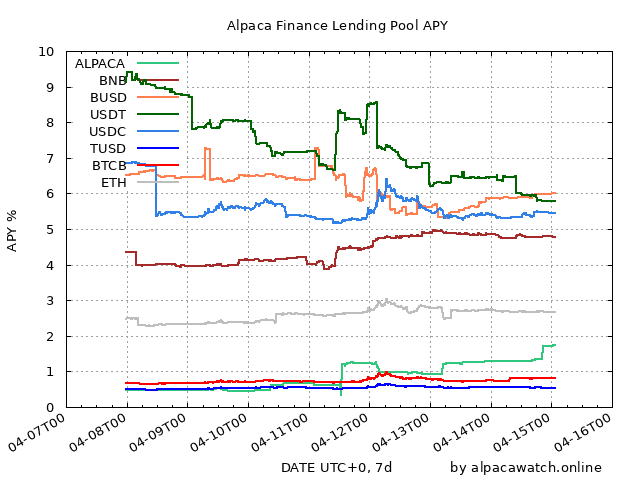 Alpaca Finance Lending Pool APY
APY %
10
9
8
7
6
5
4
3
2
1
0
ALPACA
BNB
BUSD
USDT
USDC
TUSD
BTCB
ETH
04-07T00
04-08T00
04-09T00
04-10T00
04-11T00
04-12T00
04-13T00
04-14T00
04-15T00
04-16T00
DATE UTC+0, 7d
by alpacawatch.online